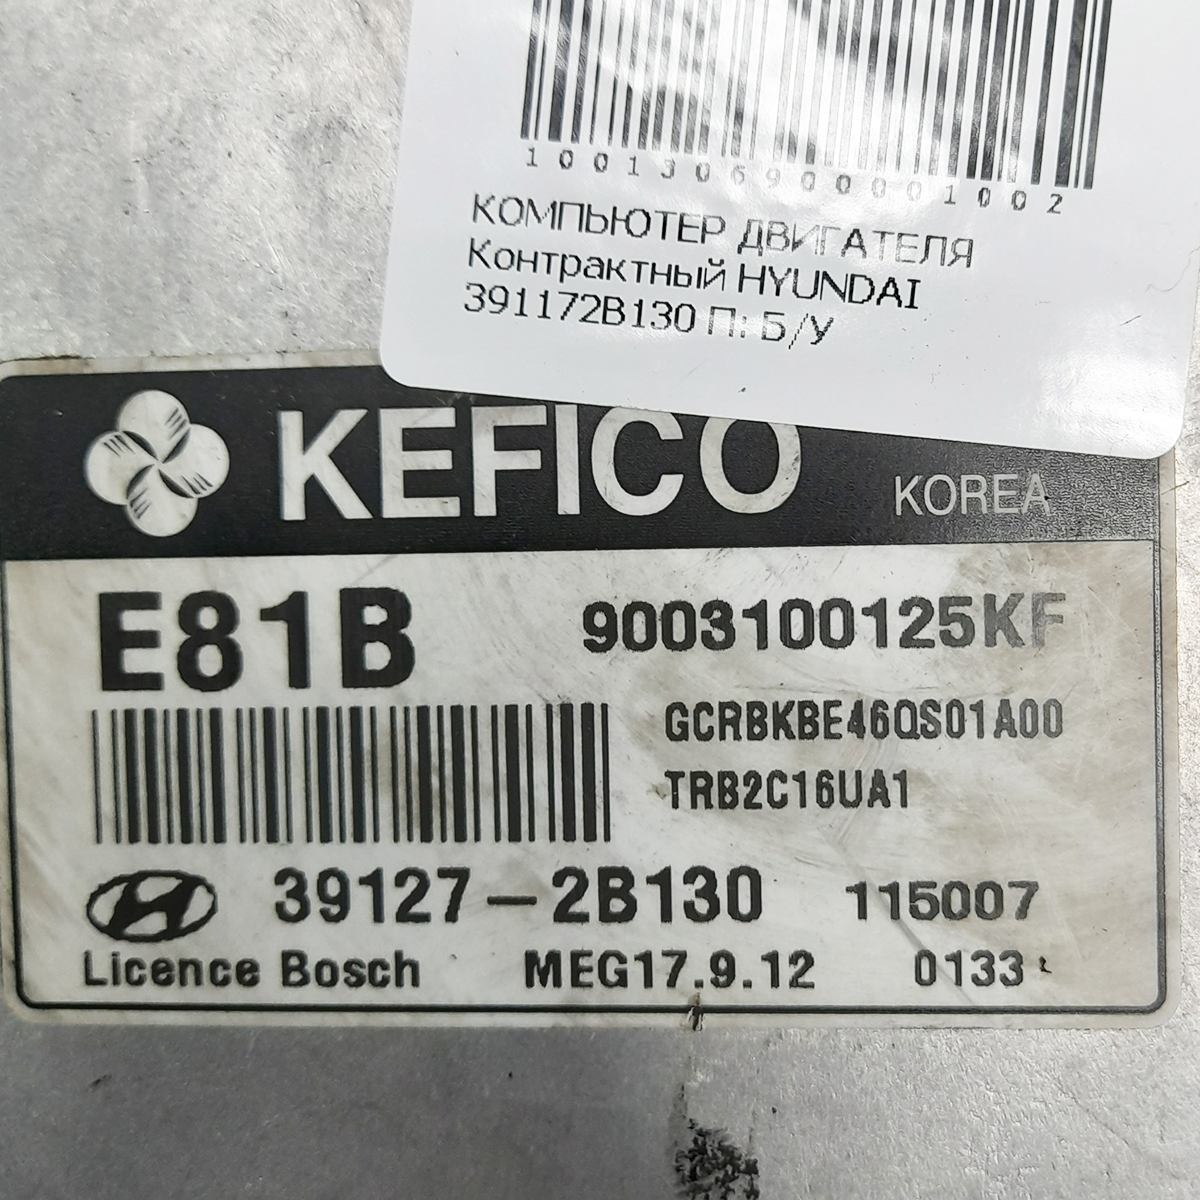 1001306900001002
КОМПЬЮТЕР ДВИГАТЕЛЯ
Контрактный HYUNDAI
391172B130 П: Б/У
KEFICO KOREA
E81B 9003100125KF
GCRBKBE46QS01A00
TRB2C16UA1
39127-2B130 115007
Licence Bosch MEG17.9.12 0133